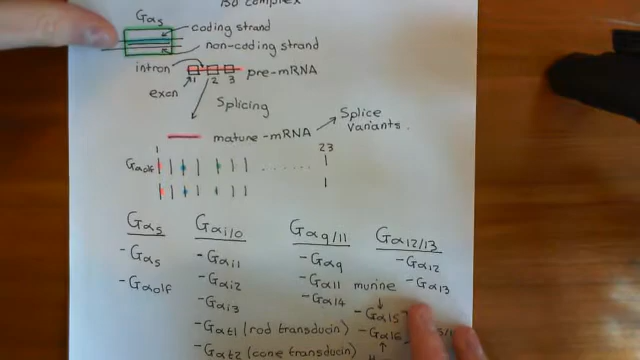 complex
Gαs
coding strand
non-coding strand
intron
pre-mRNA
1 2 3
exon
Splicing
mature-mRNA
Splice Variants.
1
23
Gαolf
Gαs
- Gαs
- Gαolf
Gαi/o
- Gαi1
- Gαi2
- Gαi3
- Gαt1 (rod transducin)
- Gαt2 (cone transducin)
Gαq/11
- Gαq
- Gα11
- Gα14
murine
- Gα15
- Gα16
Gα12/13
- Gα12
- Gα13